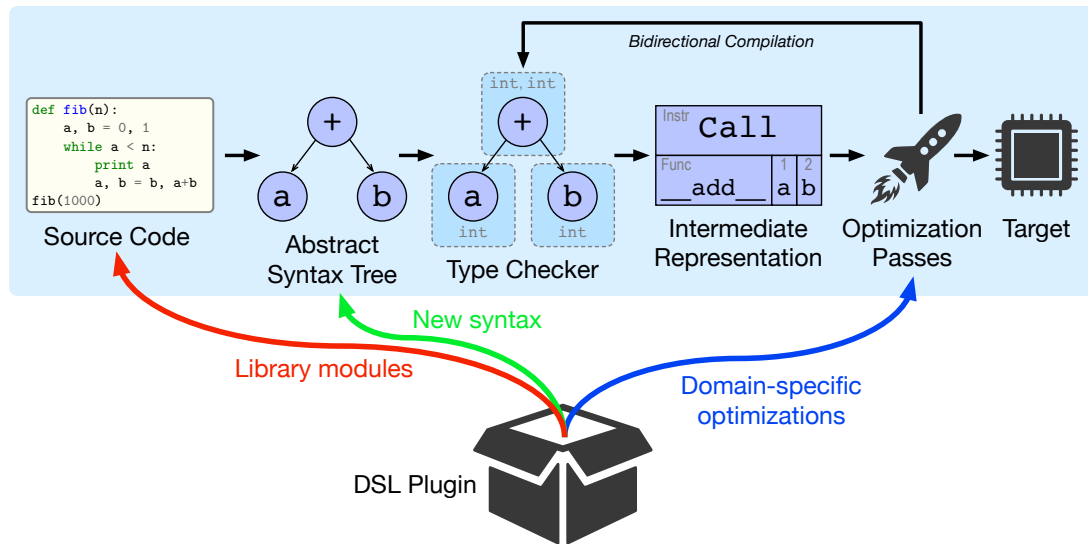 Bidirectional Compilation
def fib(n):
    a, b = 0, 1
    while a < n:
        print a
        a, b = b, a+b
fib(1000)
Source Code
+
a
b
Abstract
Syntax Tree
int, int
+
a
b
int
int
Type Checker
Instr
Call
Func
__add__
1
a
2
b
Intermediate
Representation
Optimization
Passes
Target
New syntax
Library modules
Domain-specific
optimizations
DSL Plugin